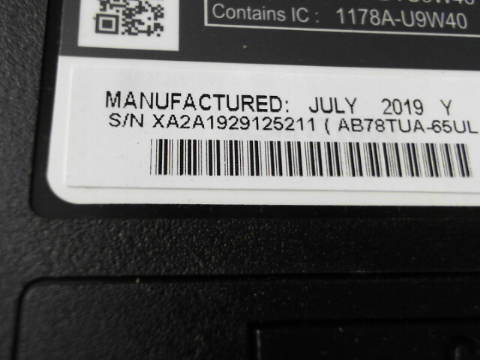 Contains IC : 1178A-U9W40
MANUFACTURED: JULY 2019 Y
S/N XA2A1929125211 ( AB78TUA-65UL